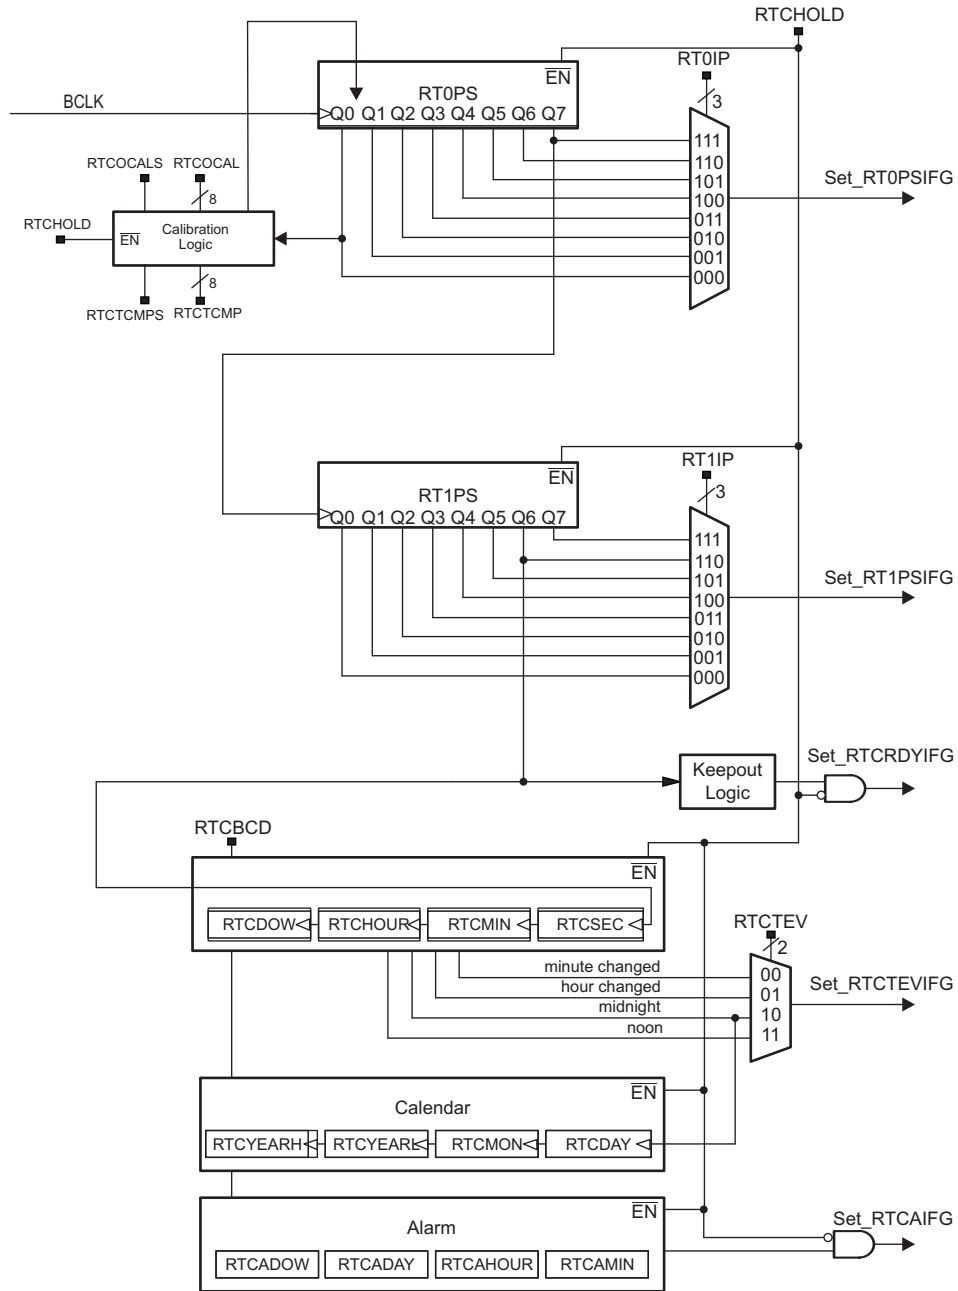 RTCHOLD
RT0IP
3
EN
RT0PS
BCLK
Q0 Q1 Q2 Q3 Q4 Q5 Q6 Q7
111
110
101
100
011
010
001
000
Set_RT0PSIFG
RTCOCALS
RTCOCAL
8
RTCHOLD
EN
Calibration
Logic
8
RTCTCMPS
RTCTCMP
RT1IP
3
EN
RT1PS
Q0 Q1 Q2 Q3 Q4 Q5 Q6 Q7
111
110
101
100
011
010
001
000
Set_RT1PSIFG
Keepout
Logic
Set_RTCRDYIFG
RTCBCD
EN
RTCDOW
RTCHOUR
RTCMIN
RTCSEC
RTCTEV
2
minute changed
hour changed
midnight
noon
00
01
10
11
Set_RTCTEVIFG
EN
Calendar
RTCYEARH
RTCYEARL
RTCMON
RTCDAY
EN
Alarm
RTCADOW
RTCADAY
RTCAHOUR
RTCAMIN
Set_RTCAIFG